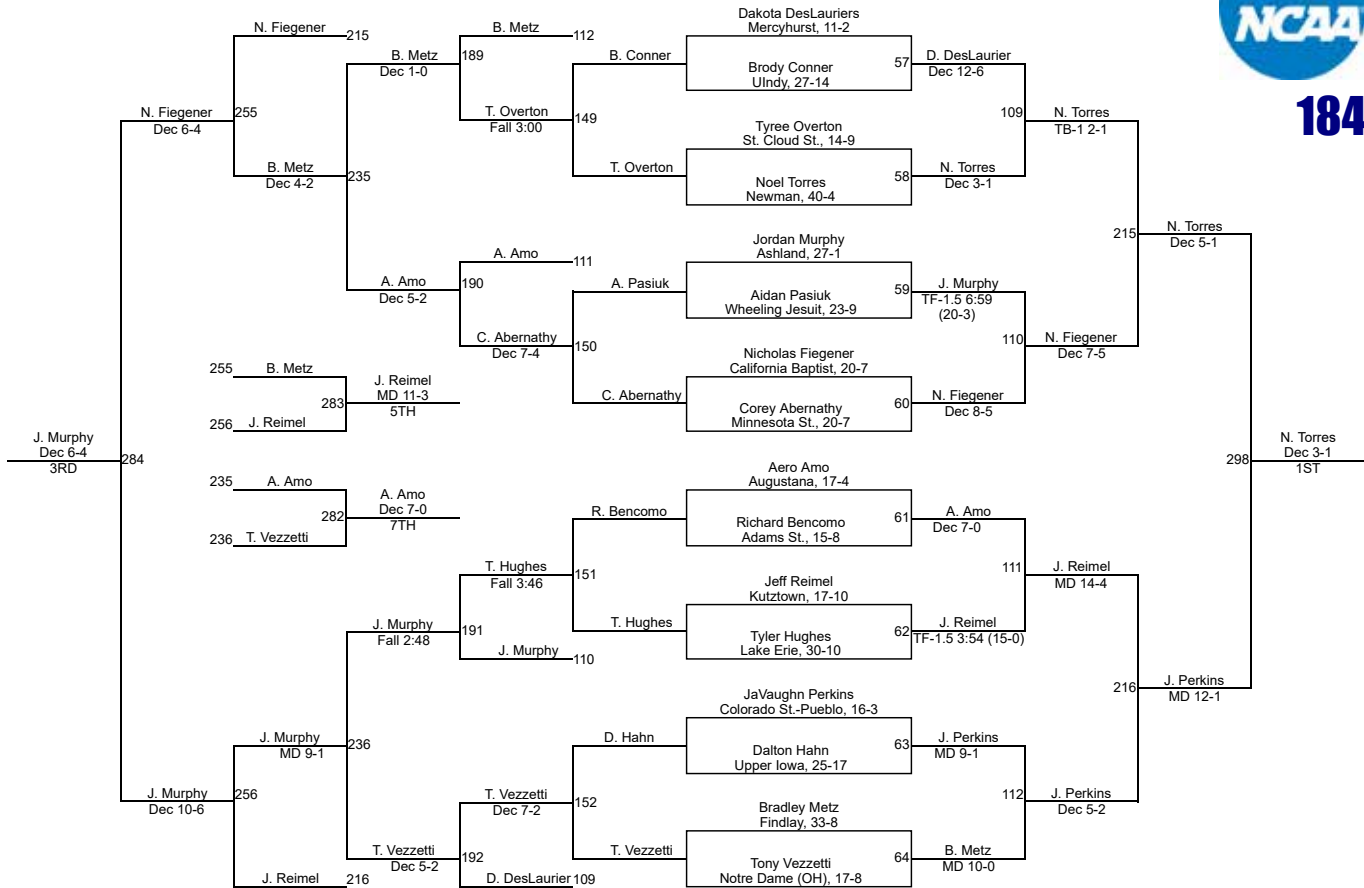 NCAA
184
N. Fiegener
215
B. Metz
112
Dakota DesLauriers
Mercyhurst, 11-2
B. Metz
Dec 1-0
189
B. Conner
Brody Conner
UIndy, 27-14
57
D. DesLaurier
Dec 12-6
N. Fiegener
Dec 6-4
255
T. Overton
Fall 3:00
149
109
N. Torres
TB-1 2-1
Tyree Overton
St. Cloud St., 14-9
B. Metz
Dec 4-2
235
T. Overton
Noel Torres
Newman, 40-4
58
N. Torres
Dec 3-1
215
N. Torres
Dec 5-1
Jordan Murphy
Ashland, 27-1
A. Amo
111
A. Amo
Dec 5-2
190
A. Pasiuk
Aidan Pasiuk
Wheeling Jesuit, 23-9
59
J. Murphy
TF-1.5 6:59
(20-3)
C. Abernathy
Dec 7-4
150
110
N. Fiegener
Dec 7-5
Nicholas Fiegener
California Baptist, 20-7
255
B. Metz
283
J. Reimel
MD 11-3
5TH
256
J. Reimel
C. Abernathy
Corey Abernathy
Minnesota St., 20-7
60
N. Fiegener
Dec 8-5
J. Murphy
Dec 6-4
3RD
284
298
N. Torres
Dec 3-1
1ST
Aero Amo
Augustana, 17-4
235
A. Amo
282
A. Amo
Dec 7-0
7TH
236
T. Vezzetti
R. Bencomo
Richard Bencomo
Adams St., 15-8
61
A. Amo
Dec 7-0
T. Hughes
Fall 3:46
151
111
J. Reimel
MD 14-4
Jeff Reimel
Kutztown, 17-10
J. Murphy
Fall 2:48
191
T. Hughes
Tyler Hughes
Lake Erie, 30-10
62
J. Reimel
TF-1.5 3:54 (15-0)
J. Murphy
110
216
J. Perkins
MD 12-1
JaVaughn Perkins
Colorado St.-Pueblo, 16-3
J. Murphy
MD 9-1
236
D. Hahn
Dalton Hahn
Upper Iowa, 25-17
63
J. Perkins
MD 9-1
J. Murphy
Dec 10-6
256
T. Vezzetti
Dec 7-2
152
112
J. Perkins
Dec 5-2
Bradley Metz
Findlay, 33-8
T. Vezzetti
Dec 5-2
192
T. Vezzetti
Tony Vezzetti
Notre Dame (OH), 17-8
64
B. Metz
MD 10-0
J. Reimel
216
D. DesLaurier
109